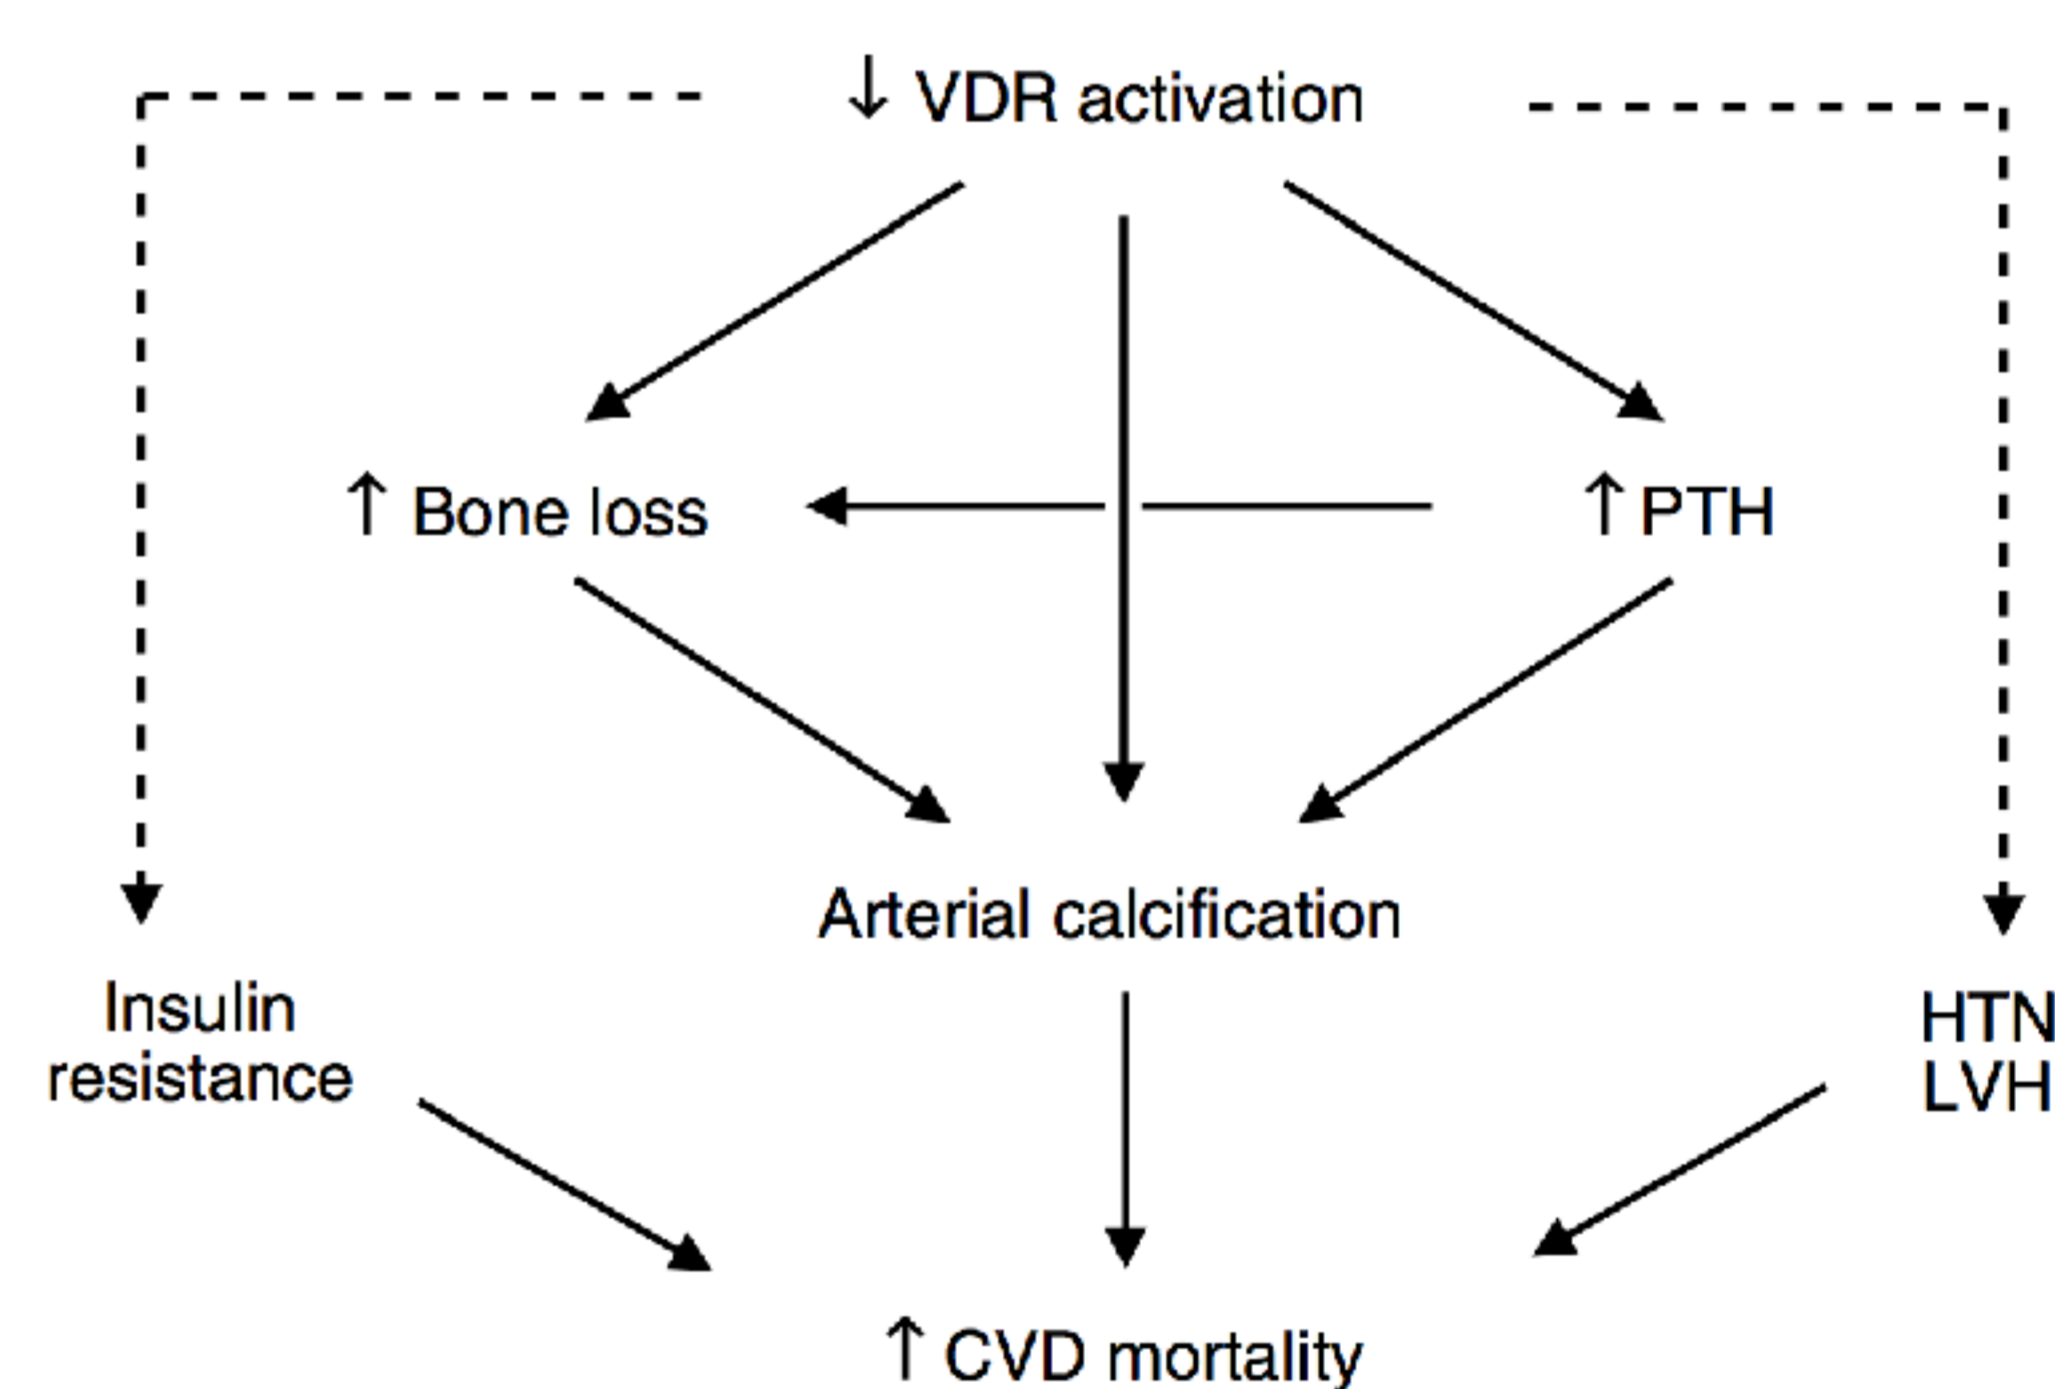 ↓ VDR activation
↑ Bone loss
↑ PTH
Arterial calcification
Insulin
resistance
HTN
LVH
↑ CVD mortality